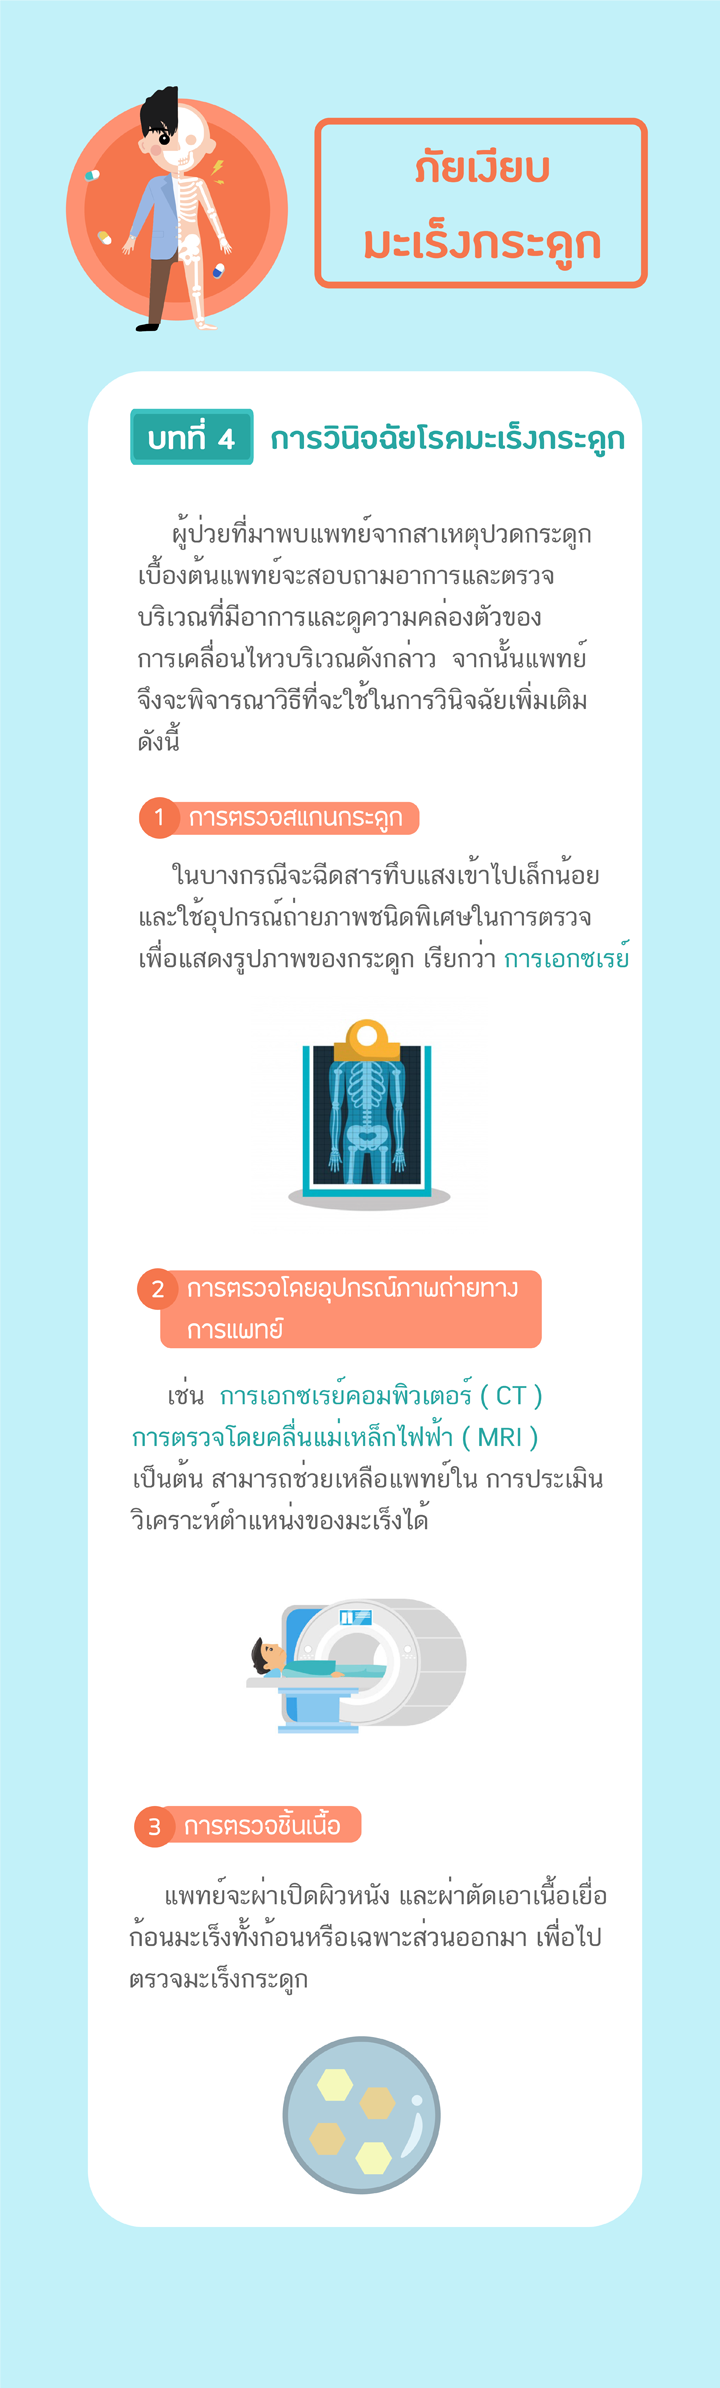 ภัยเงียบ
มะเร็งกระดูก
บทที่ 4 การวินิจฉัยโรคมะเร็งกระดูก
ผู้ป่วยที่มาพบแพทย์จากสาเหตุปวดกระดูก
เบื้องต้นแพทย์จะสอบถามอาการและตรวจ
บริเวณที่มีอาการและดูความคล่องตัวของ
การเคลื่อนไหวบริเวณดังกล่าว จากนั้นแพทย์
จึงจะพิจารณาวิธีที่จะใช้ในการวินิจฉัยเพิ่มเติม
ดังนี้
1 การตรวจสแกนกระดูก
ในบางกรณีจะฉีดสารทึบแสงเข้าไปเล็กน้อย
และใช้อุปกรณ์ถ่ายภาพชนิดพิเศษในการตรวจ
เพื่อแสดงรูปภาพของกระดูก เรียกว่า การเอกซเรย์
2 การตรวจโดยอุปกรณ์ภาพถ่ายทาง
การแพทย์
เช่น การเอกซเรย์คอมพิวเตอร์ ( CT )
การตรวจโดยคลื่นแม่เหล็กไฟฟ้า ( MRI )
เป็นต้น สามารถช่วยเหลือแพทย์ใน การประเมิน
วิเคราะห์ตำแหน่งของมะเร็งได้
3 การตรวจชิ้นเนื้อ
แพทย์จะผ่าเปิดผิวหนัง และผ่าตัดเอาเนื้อเยื่อ
ก้อนมะเร็งทั้งก้อนหรือเฉพาะส่วนออกมา เพื่อไป
ตรวจมะเร็งกระดูก